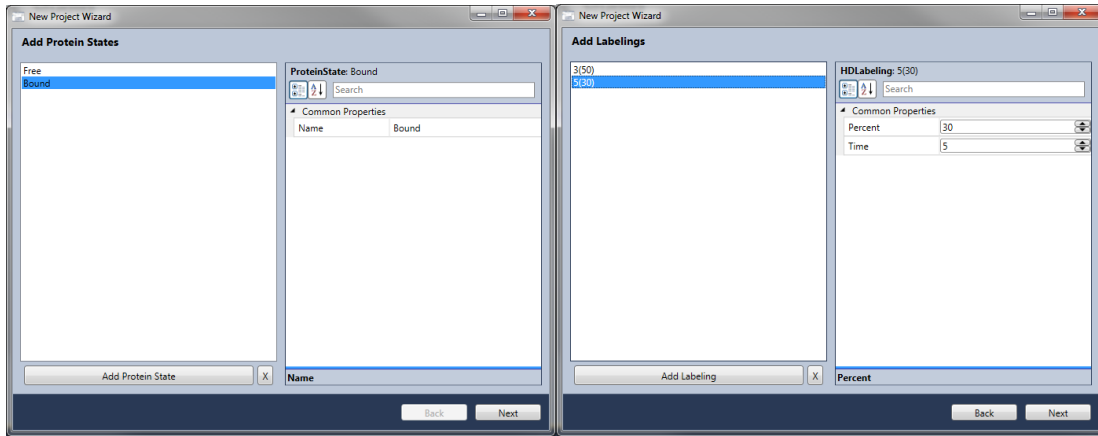 New Project Wizard
Add Protein States
Free
Bound
ProteinState: Bound
Search
Common Properties
Name Bound
Add Protein State X
Name
Back Next
New Project Wizard
Add Labelings
3(50)
5(30)
HDLabeling: 5(30)
Search
Common Properties
Percent 30
Time 5
Add Labeling X
Percent
Back Next